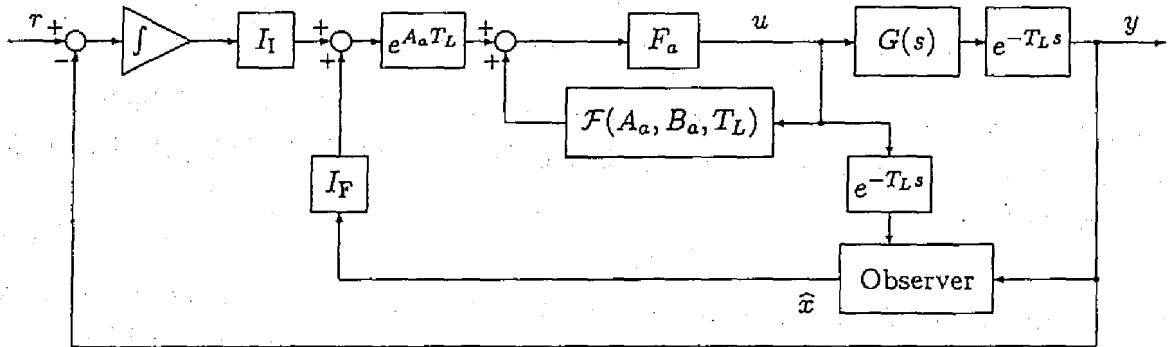 r + ∫ I_I + e^{A_a T_L} + F_a u G(s) e^{-T_L s} y
- + +
𝓕(A_a, B_a, T_L)
I_F e^{-T_L s}
Observer
x̂